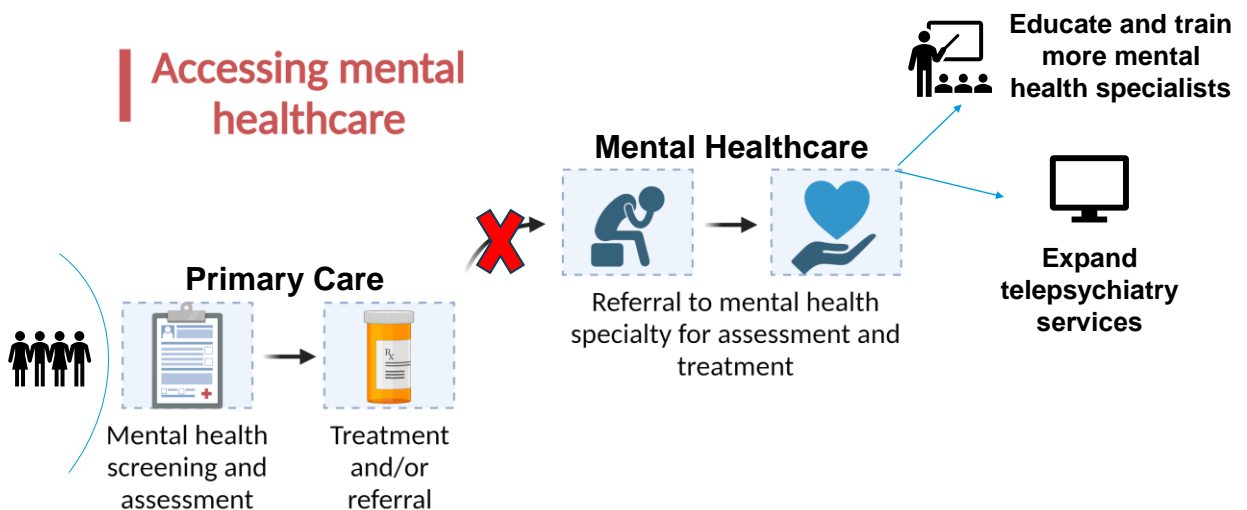 Accessing mental
healthcare
Primary Care
Mental health
screening and
assessment
Rx
Treatment
and/or
referral
Mental Healthcare
Referral to mental health
specialty for assessment and
treatment
Educate and train
more mental
health specialists
Expand
telepsychiatry
services